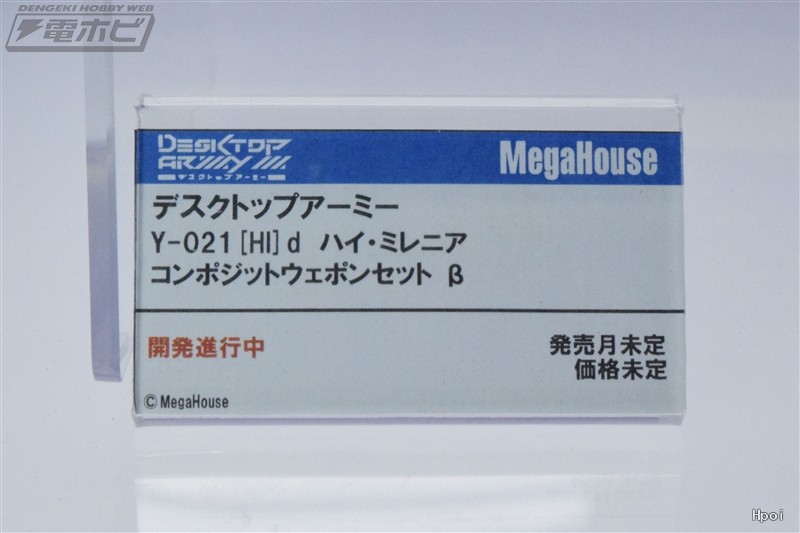 DENGEKI HOBBY WEB
電ホビ
DESKTOP
ARMY
デスクトップアーミー
MegaHouse
デスクトップアーミー
Y-021[HI]d ハイ・ミレニア
コンポジットウェポンセット β
開発進行中
発売月未定
価格未定
©MegaHouse
Hpoi